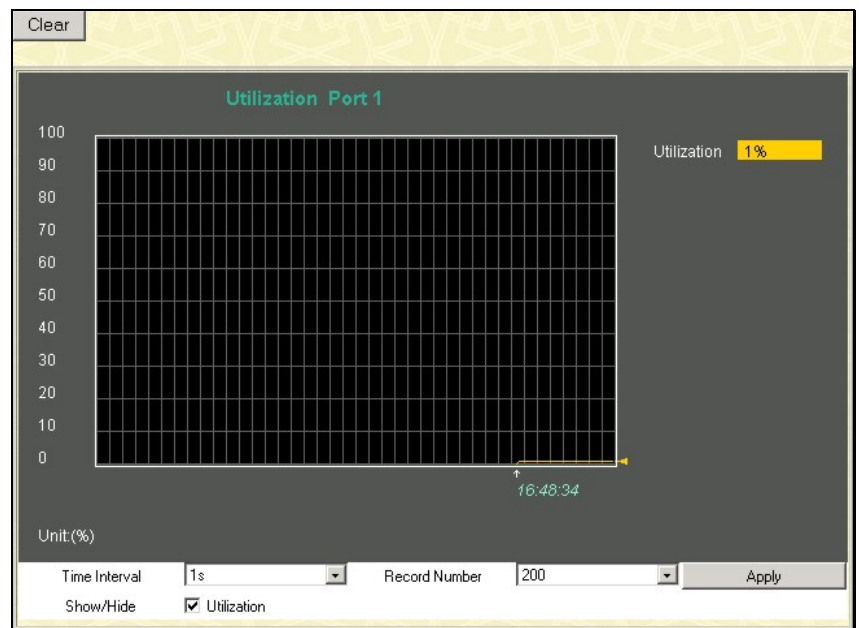 Clear
Utilization Port 1
100
90
80
70
60
50
40
30
20
10
0
Utilization 1%
16:48:34
Unit:(%)
Time Interval 1s Record Number 200 Apply
Show/Hide Utilization